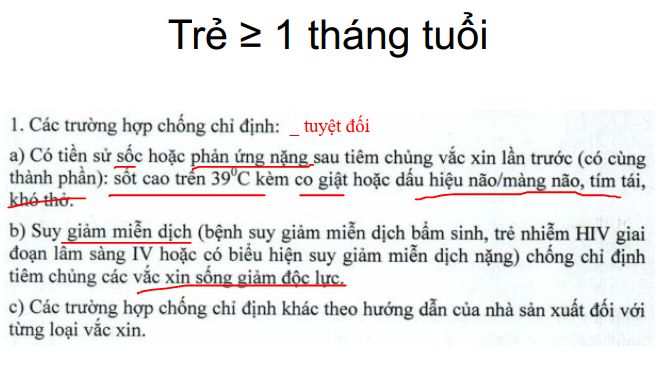 Trẻ ≥ 1 tháng tuổi
1. Các trường hợp chống chỉ định: _ tuyệt đối
a) Có tiền sử sốc hoặc phản ứng nặng sau tiêm chủng vắc xin lần trước (có cùng
thành phần): sốt cao trên 39⁰C kèm co giật hoặc dấu hiệu não/màng não, tím tái,
khó thở.
b) Suy giảm miễn dịch (bệnh suy giảm miễn dịch bẩm sinh, trẻ nhiễm HIV giai
đoạn lâm sàng IV hoặc có biểu hiện suy giảm miễn dịch nặng) chống chỉ định
tiêm chủng các vắc xin sống giảm độc lực.
c) Các trường hợp chống chỉ định khác theo hướng dẫn của nhà sản xuất đối với
từng loại vắc xin.